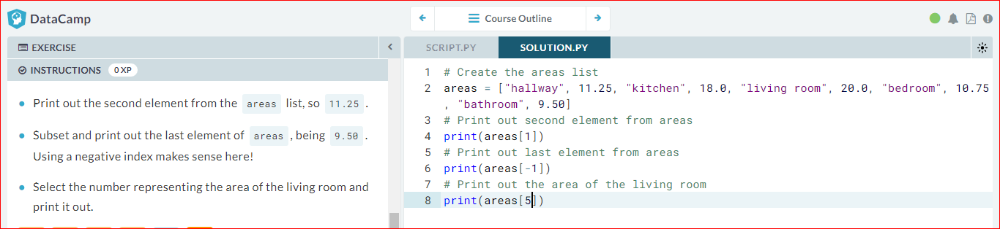 DataCamp
Course Outline
EXERCISE
INSTRUCTIONS 0 XP
Print out the second element from the areas list, so 11.25 .
Subset and print out the last element of areas , being 9.50 .
Using a negative index makes sense here!
Select the number representing the area of the living room and
print it out.
SCRIPT.PY SOLUTION.PY
1 # Create the areas list
2 areas = ["hallway", 11.25, "kitchen", 18.0, "living room", 20.0, "bedroom", 10.75
, "bathroom", 9.50]
3 # Print out second element from areas
4 print(areas[1])
5 # Print out last element from areas
6 print(areas[-1])
7 # Print out the area of the living room
8 print(areas[5])